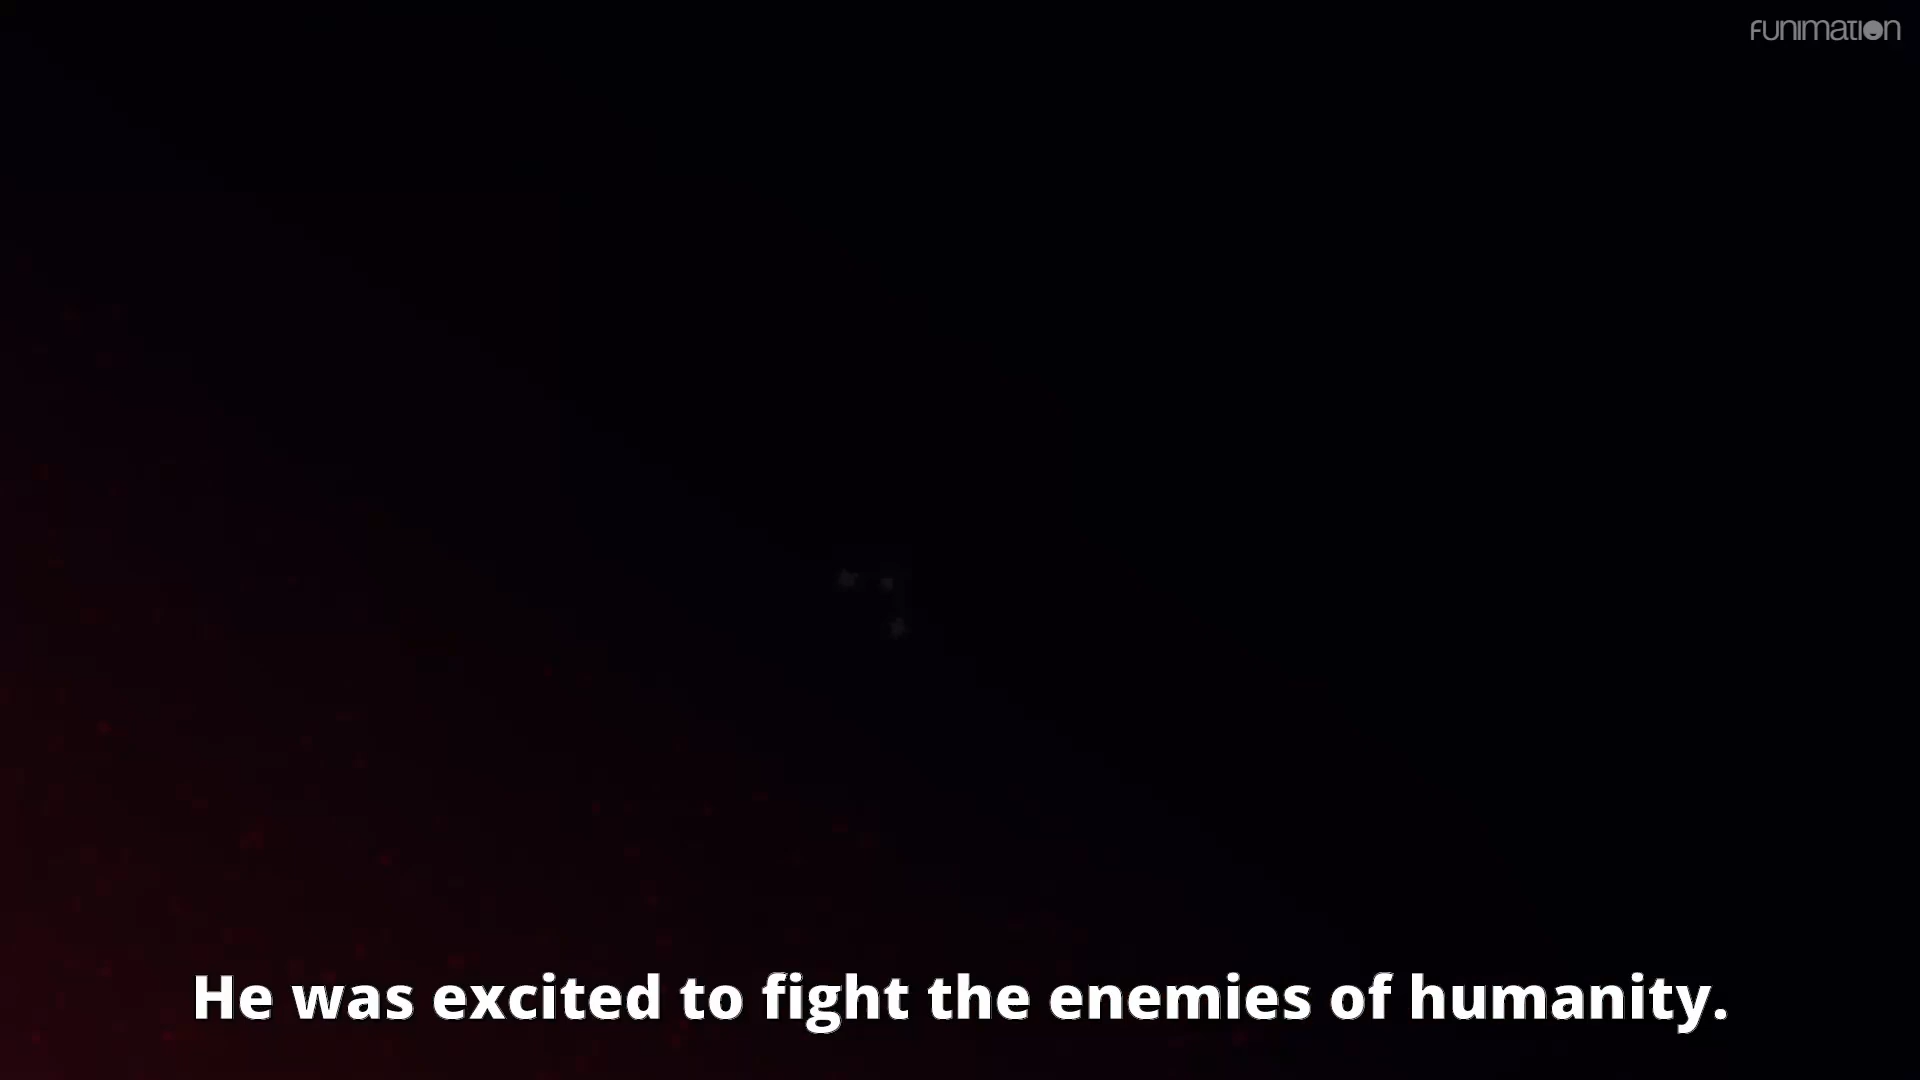 FUNIMATION
He was excited to fight the enemies of humanity.